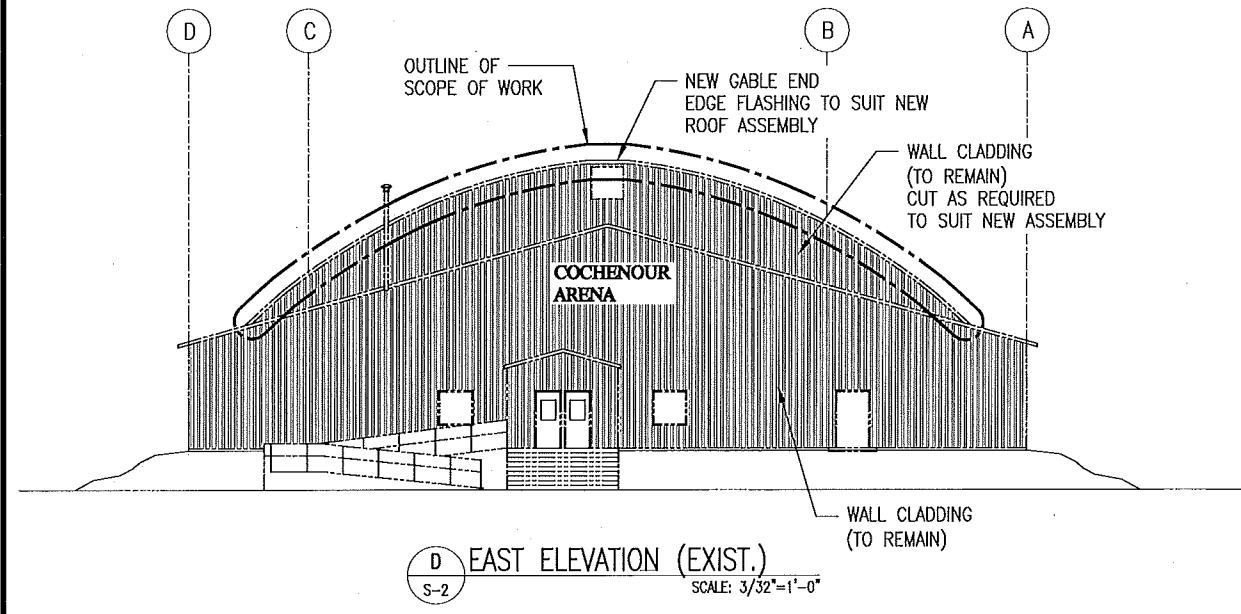 D
C
B
A
OUTLINE OF
SCOPE OF WORK
NEW GABLE END
EDGE FLASHING TO SUIT NEW
ROOF ASSEMBLY
WALL CLADDING
(TO REMAIN)
CUT AS REQUIRED
TO SUIT NEW ASSEMBLY
COCHENOUR
ARENA
WALL CLADDING
(TO REMAIN)
D
S-2
EAST ELEVATION (EXIST.)
SCALE: 3/32"=1'-0"